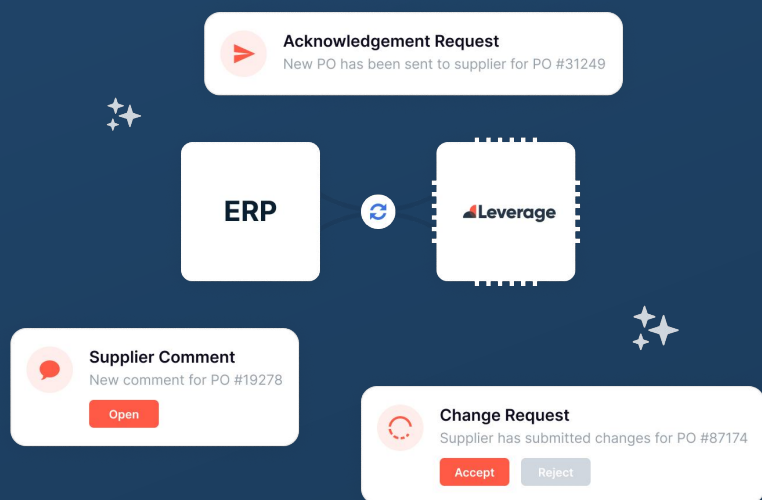 Acknowledgement Request
New PO has been sent to supplier for PO #31249
ERP
Leverage
Supplier Comment
New comment for PO #19278
Open
Change Request
Supplier has submitted changes for PO #87174
Accept
Reject